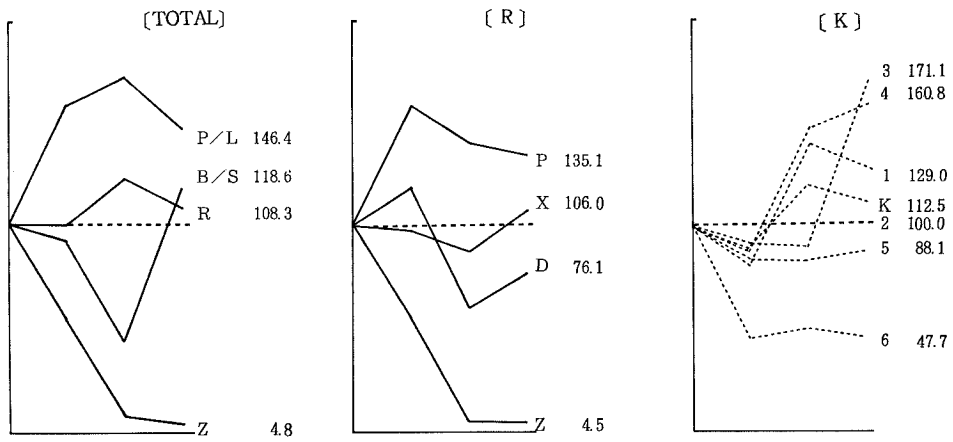 〔TOTAL〕
P/L 146.4
B/S 118.6
R 108.3
Z 4.8
〔R〕
P 135.1
X 106.0
D 76.1
Z 4.5
〔K〕
3 171.1
4 160.8
1 129.0
K 112.5
2 100.0
5 88.1
6 47.7